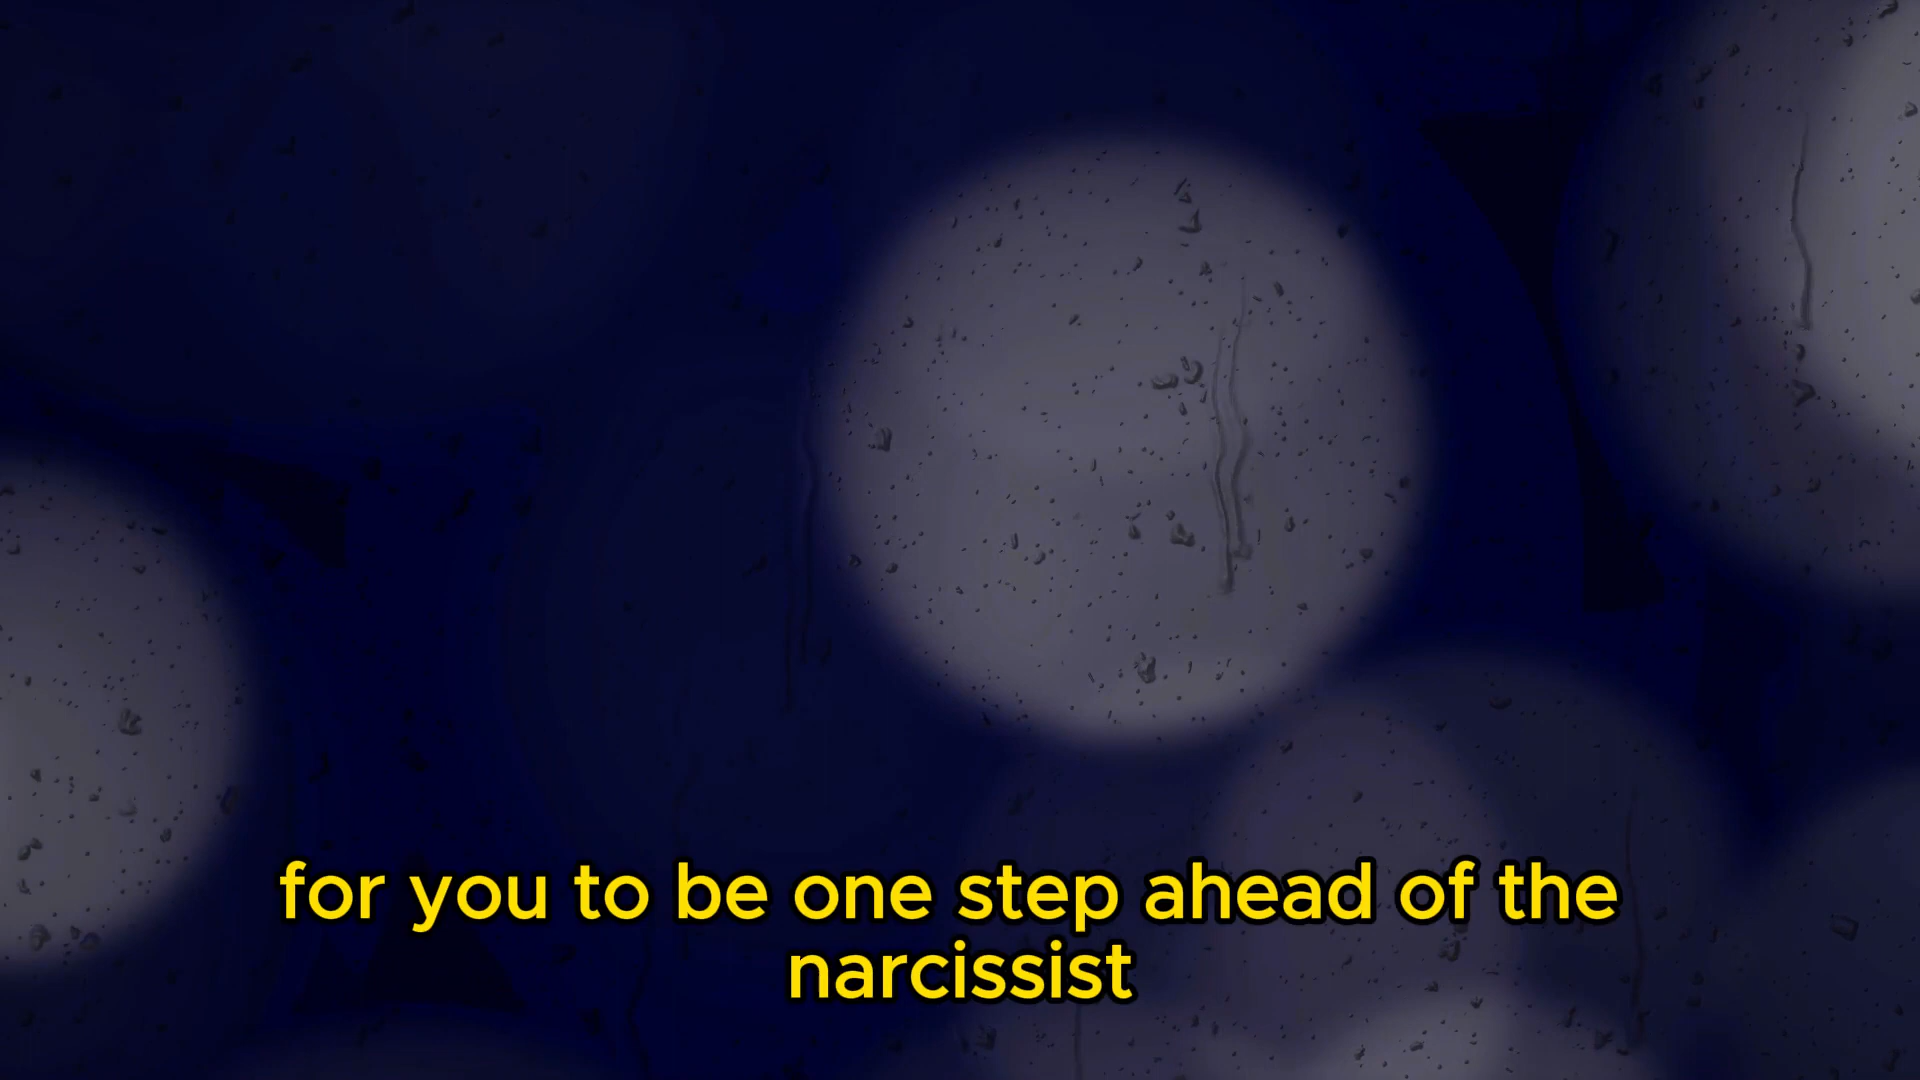 for you to be one step ahead of the
narcissist